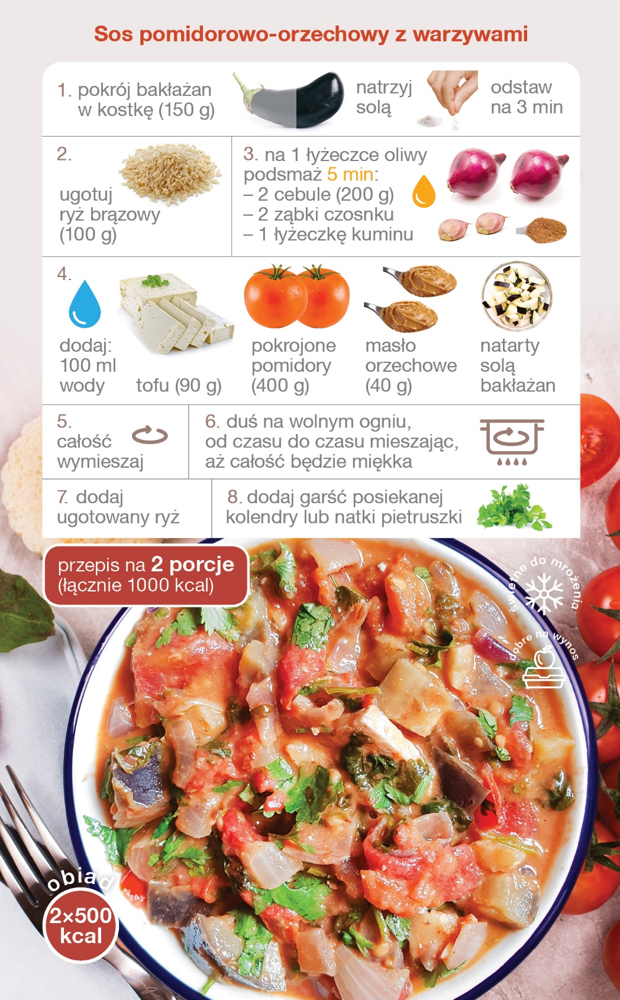 Sos pomidorowo-orzechowy z warzywami
1. pokrój bakłażan
w kostkę (150 g)
natrzyj
solą
odstaw
na 3 min
2.
ugotuj
ryż brązowy
(100 g)
3. na 1 łyżeczce oliwy
podsmaż 5 min:
– 2 cebule (200 g)
– 2 ząbki czosnku
– 1 łyżeczkę kuminu
4.
dodaj:
100 ml
wody
tofu (90 g)
pokrojone
pomidory
(400 g)
masło
orzechowe
(40 g)
natarty
solą
bakłażan
5.
całość
wymieszaj
6. duś na wolnym ogniu,
od czasu do czasu mieszając,
aż całość będzie miękka
7. dodaj
ugotowany ryż
8. dodaj garść posiekanej
kolendry lub natki pietruszki
przepis na 2 porcje
(łącznie 1000 kcal)
świetne do mrożenia
dobre na wynos
obiad
2×500
kcal